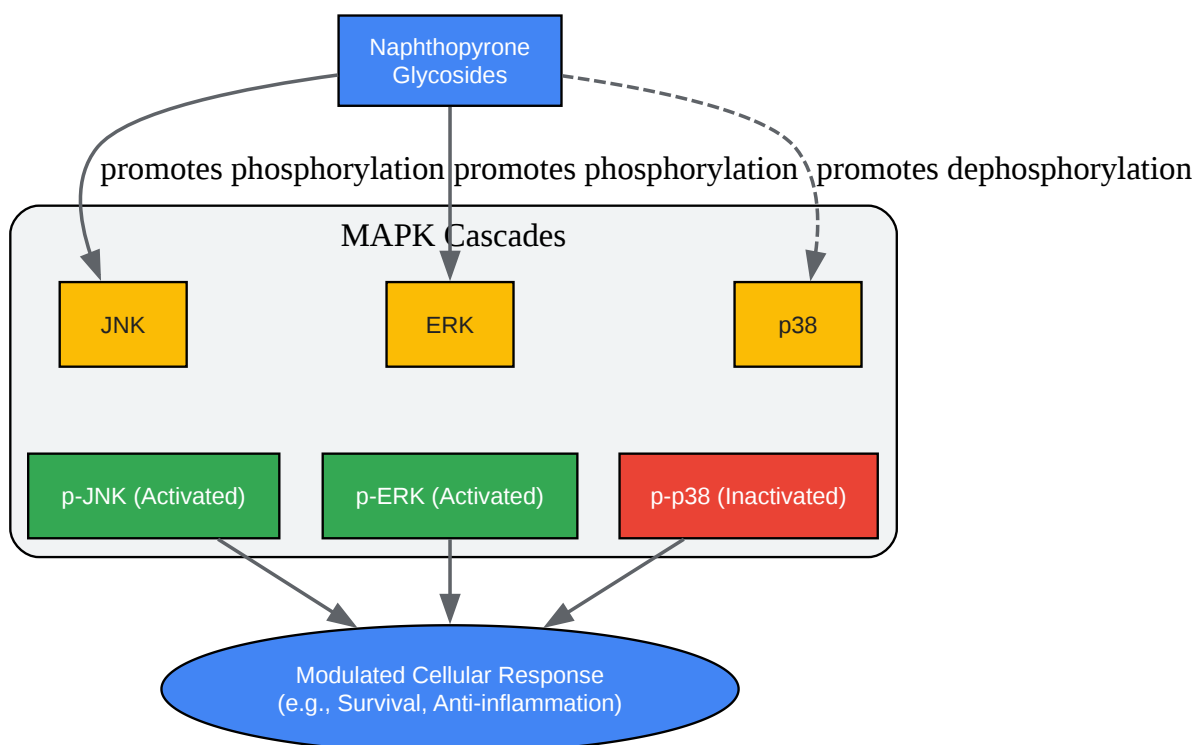 Naphthopyrone
Glycosides
promotes phosphorylation
promotes phosphorylation
promotes dephosphorylation
MAPK Cascades
JNK
ERK
p38
p-JNK (Activated)
p-ERK (Activated)
p-p38 (Inactivated)
Modulated Cellular Response
(e.g., Survival, Anti-inflammation)